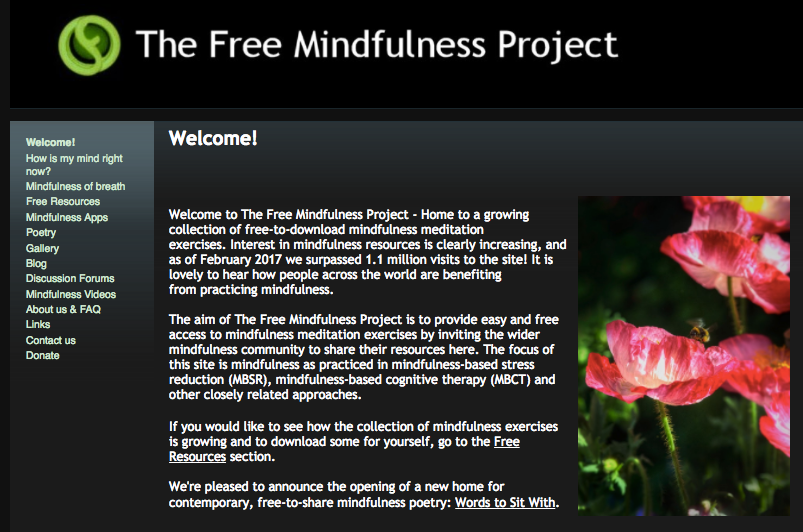 The Free Mindfulness Project
Welcome!
How is my mind right
now?
Mindfulness of breath
Free Resources
Mindfulness Apps
Poetry
Gallery
Blog
Discussion Forums
Mindfulness Videos
About us & FAQ
Links
Contact us
Donate
Welcome!
Welcome to The Free Mindfulness Project - Home to a growing
collection of free-to-download mindfulness meditation
exercises. Interest in mindfulness resources is clearly increasing, and
as of February 2017 we surpassed 1.1 million visits to the site! It is
lovely to hear how people across the world are benefiting
from practicing mindfulness.
The aim of The Free Mindfulness Project is to provide easy and free
access to mindfulness meditation exercises by inviting the wider
mindfulness community to share their resources here. The focus of
this site is mindfulness as practiced in mindfulness-based stress
reduction (MBSR), mindfulness-based cognitive therapy (MBCT) and
other closely related approaches.
If you would like to see how the collection of mindfulness exercises
is growing and to download some for yourself, go to the Free
Resources section.
We're pleased to announce the opening of a new home for
contemporary, free-to-share mindfulness poetry: Words to Sit With.